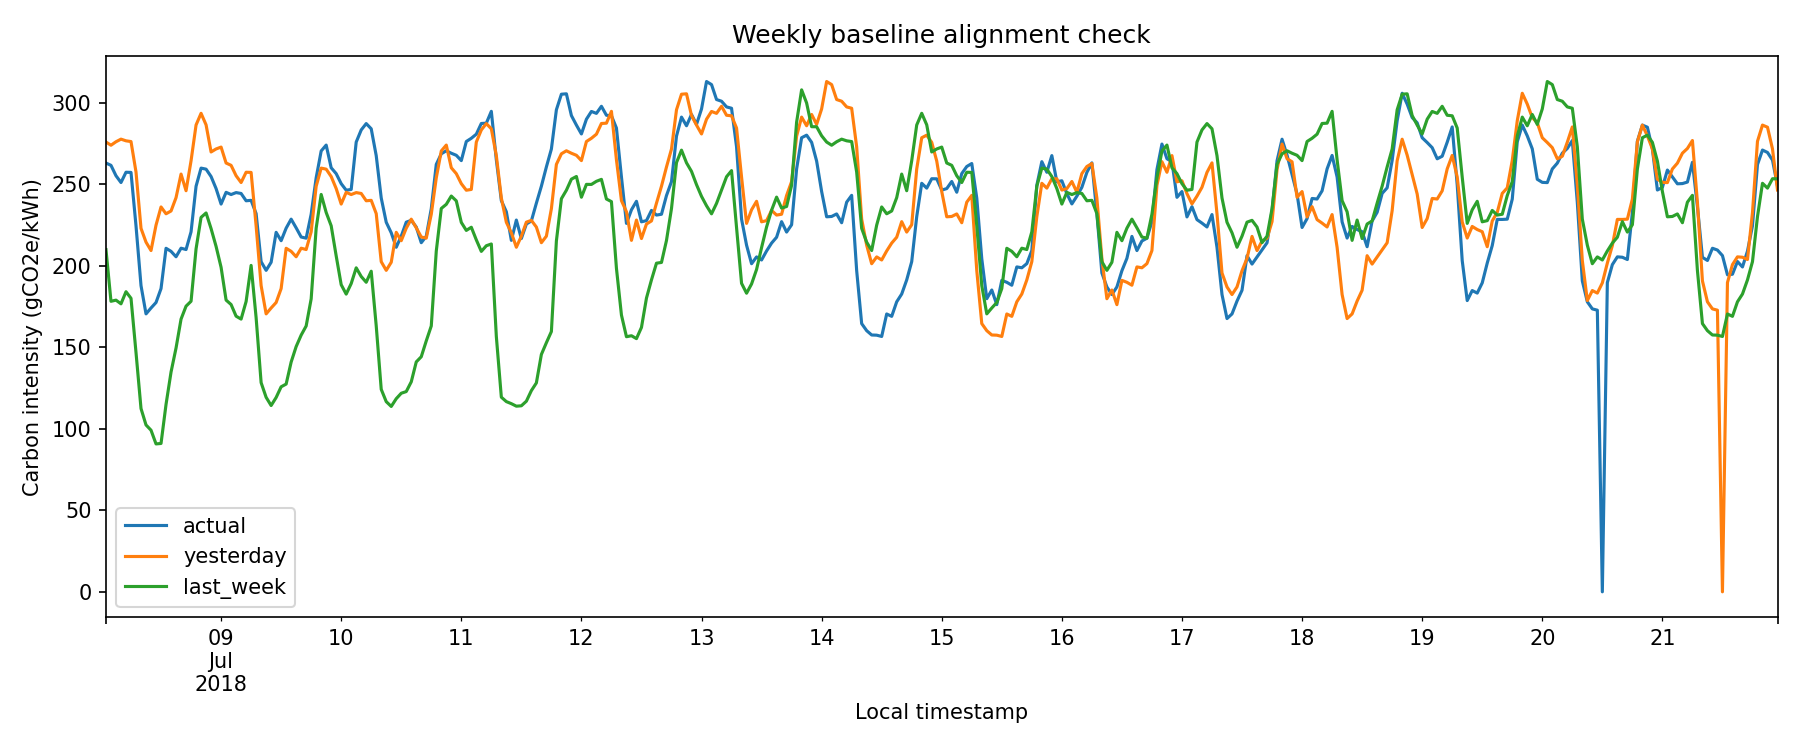 Weekly baseline alignment check
Carbon intensity (gCO2e/kWh)
300
250
200
150
100
50
0
actual
yesterday
last_week
09 10 11 12 13 14 15 16 17 18 19 20 21
Jul
2018
Local timestamp